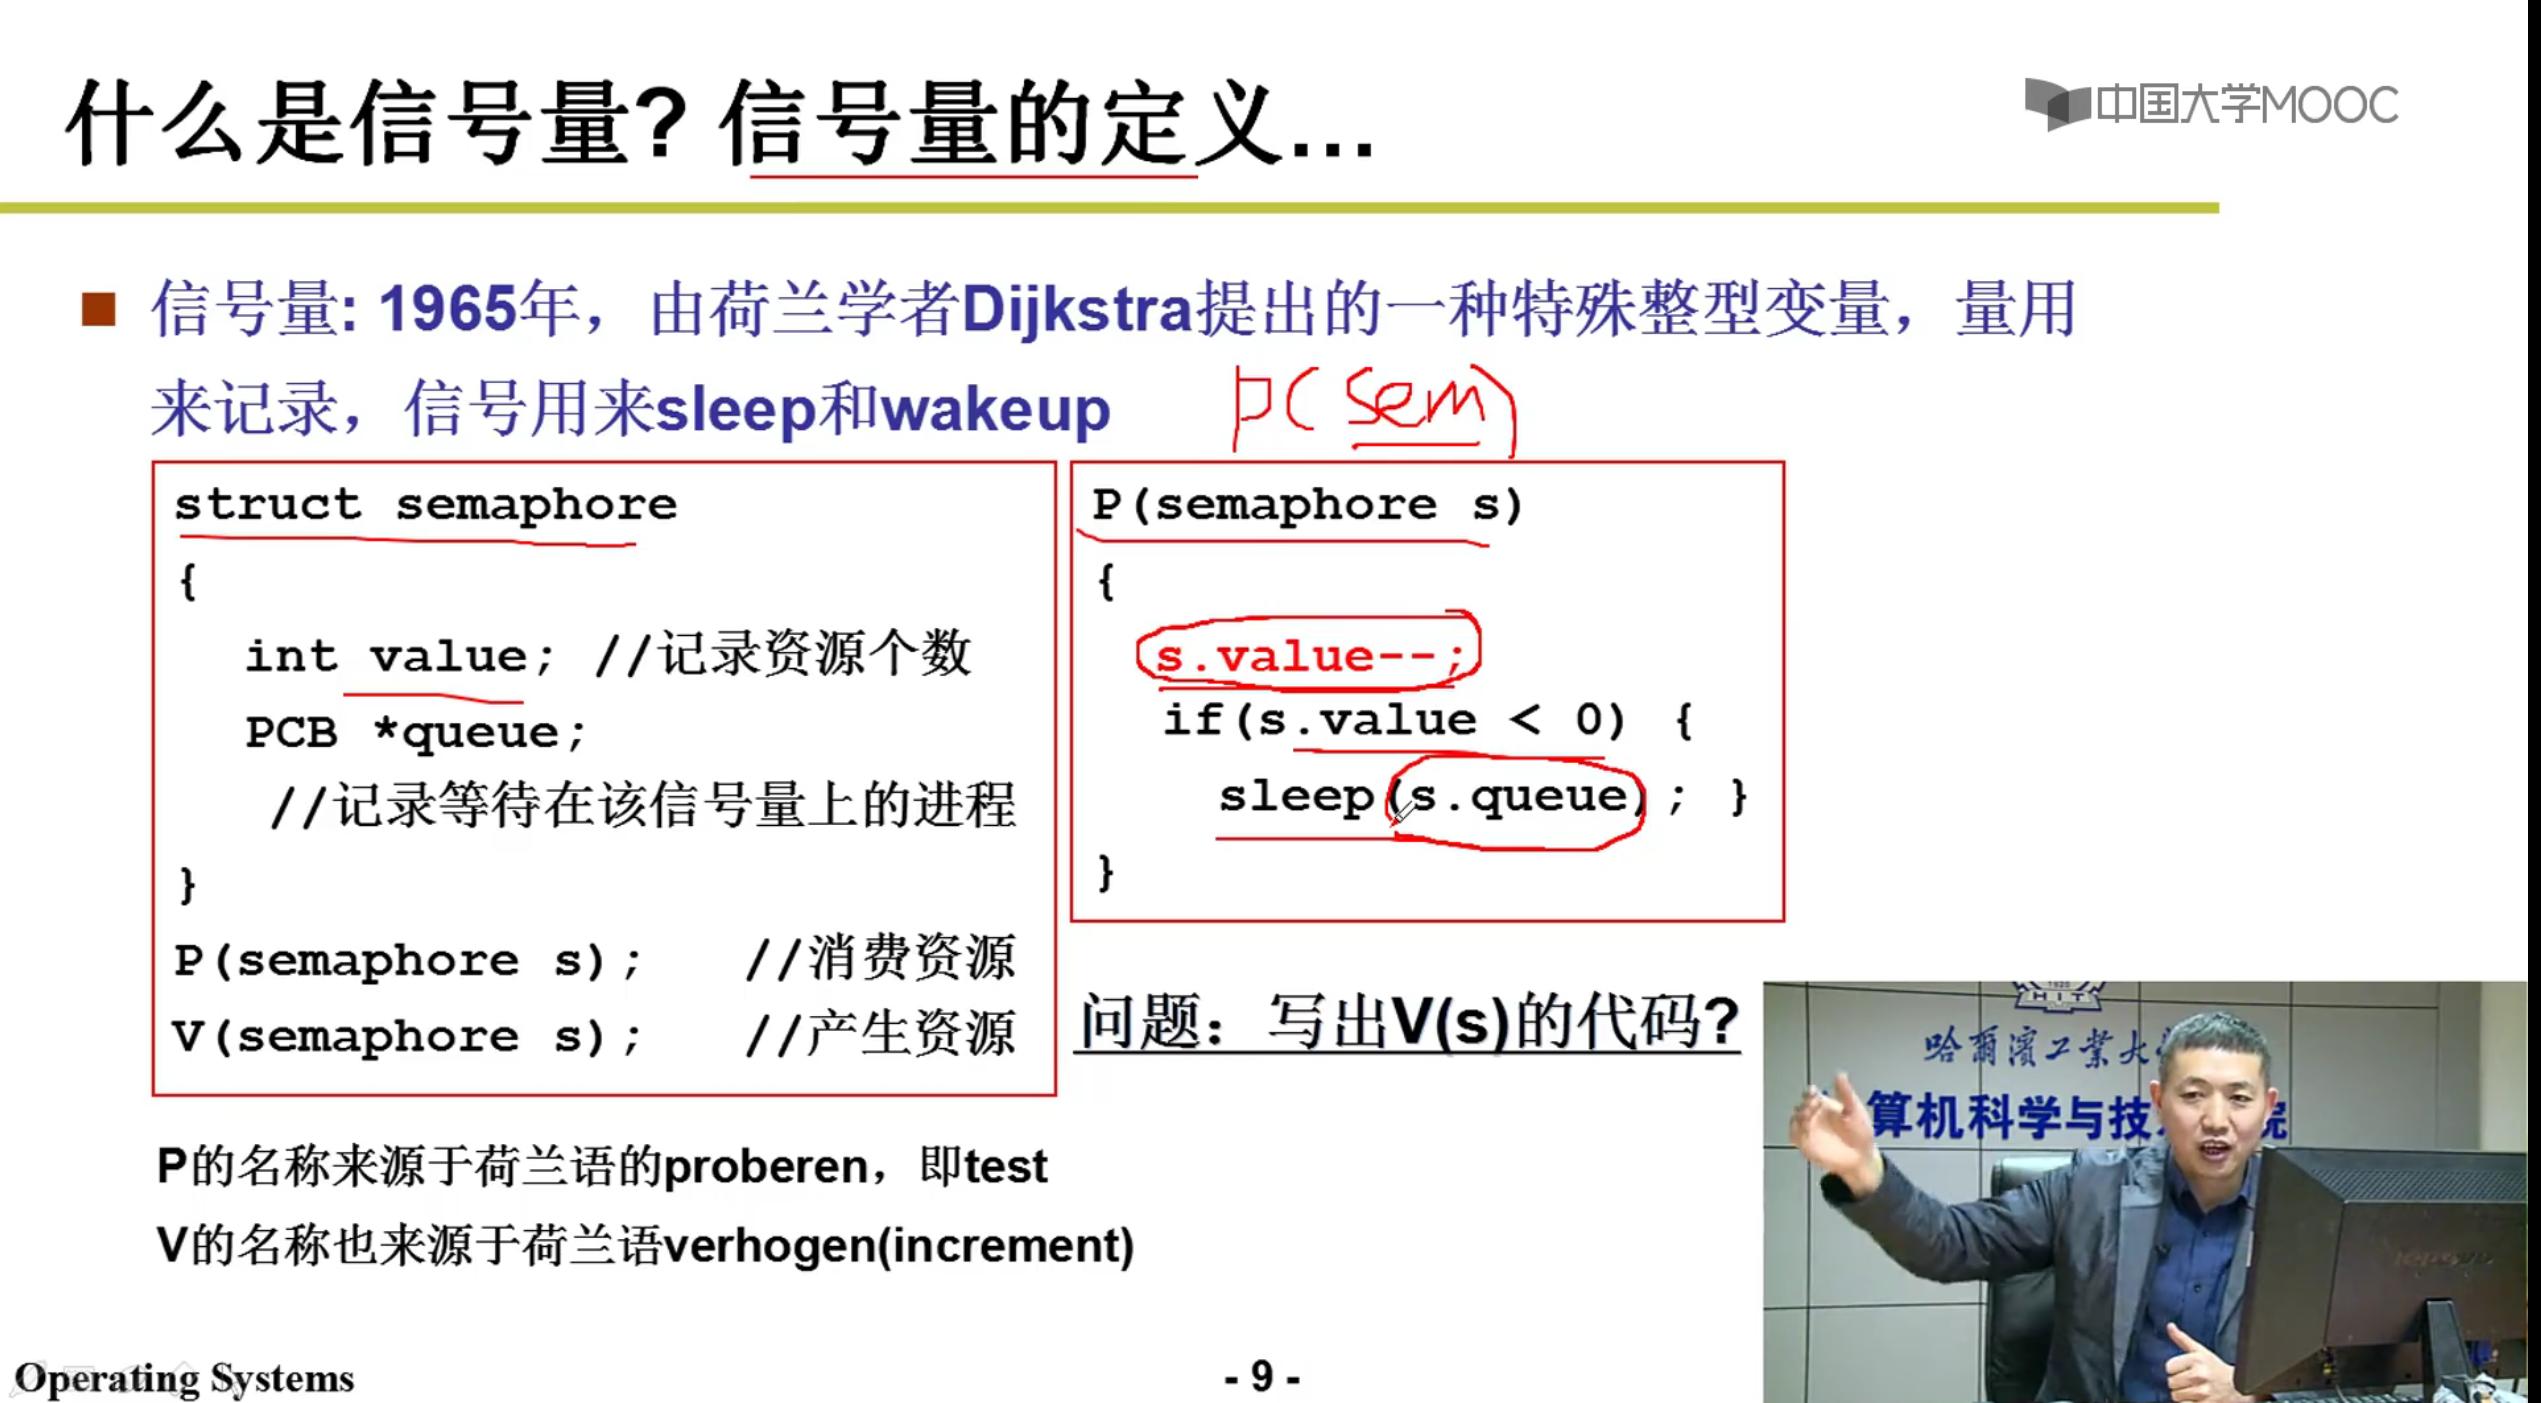 什么是信号量? 信号量的定义...
中国大学MOOC
信号量: 1965年，由荷兰学者Dijkstra提出的一种特殊整型变量，量用
来记录，信号用来sleep和wakeup
P(sem)
struct semaphore
{
int value; //记录资源个数
PCB *queue;
//记录等待在该信号量上的进程
}
P(semaphore s); //消费资源
V(semaphore s); //产生资源
P(semaphore s)
{
s.value--;
if(s.value < 0) {
sleep(s.queue); }
}
问题：写出V(s)的代码?
P的名称来源于荷兰语的proberen，即test
V的名称也来源于荷兰语verhogen(increment)
1920
HIT
哈尔滨工业大
算机科学与技 院
Operating Systems
- 9 -